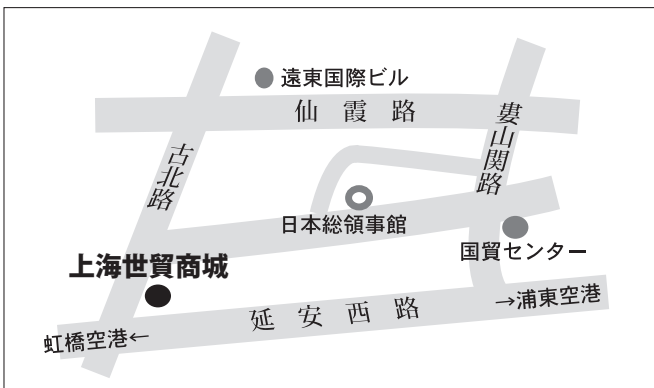 遠東国際ビル
仙霞路
婁山関路
古北路
日本総領事館
国貿センター
上海世貿商城
→浦東空港
延安西路
虹橋空港←